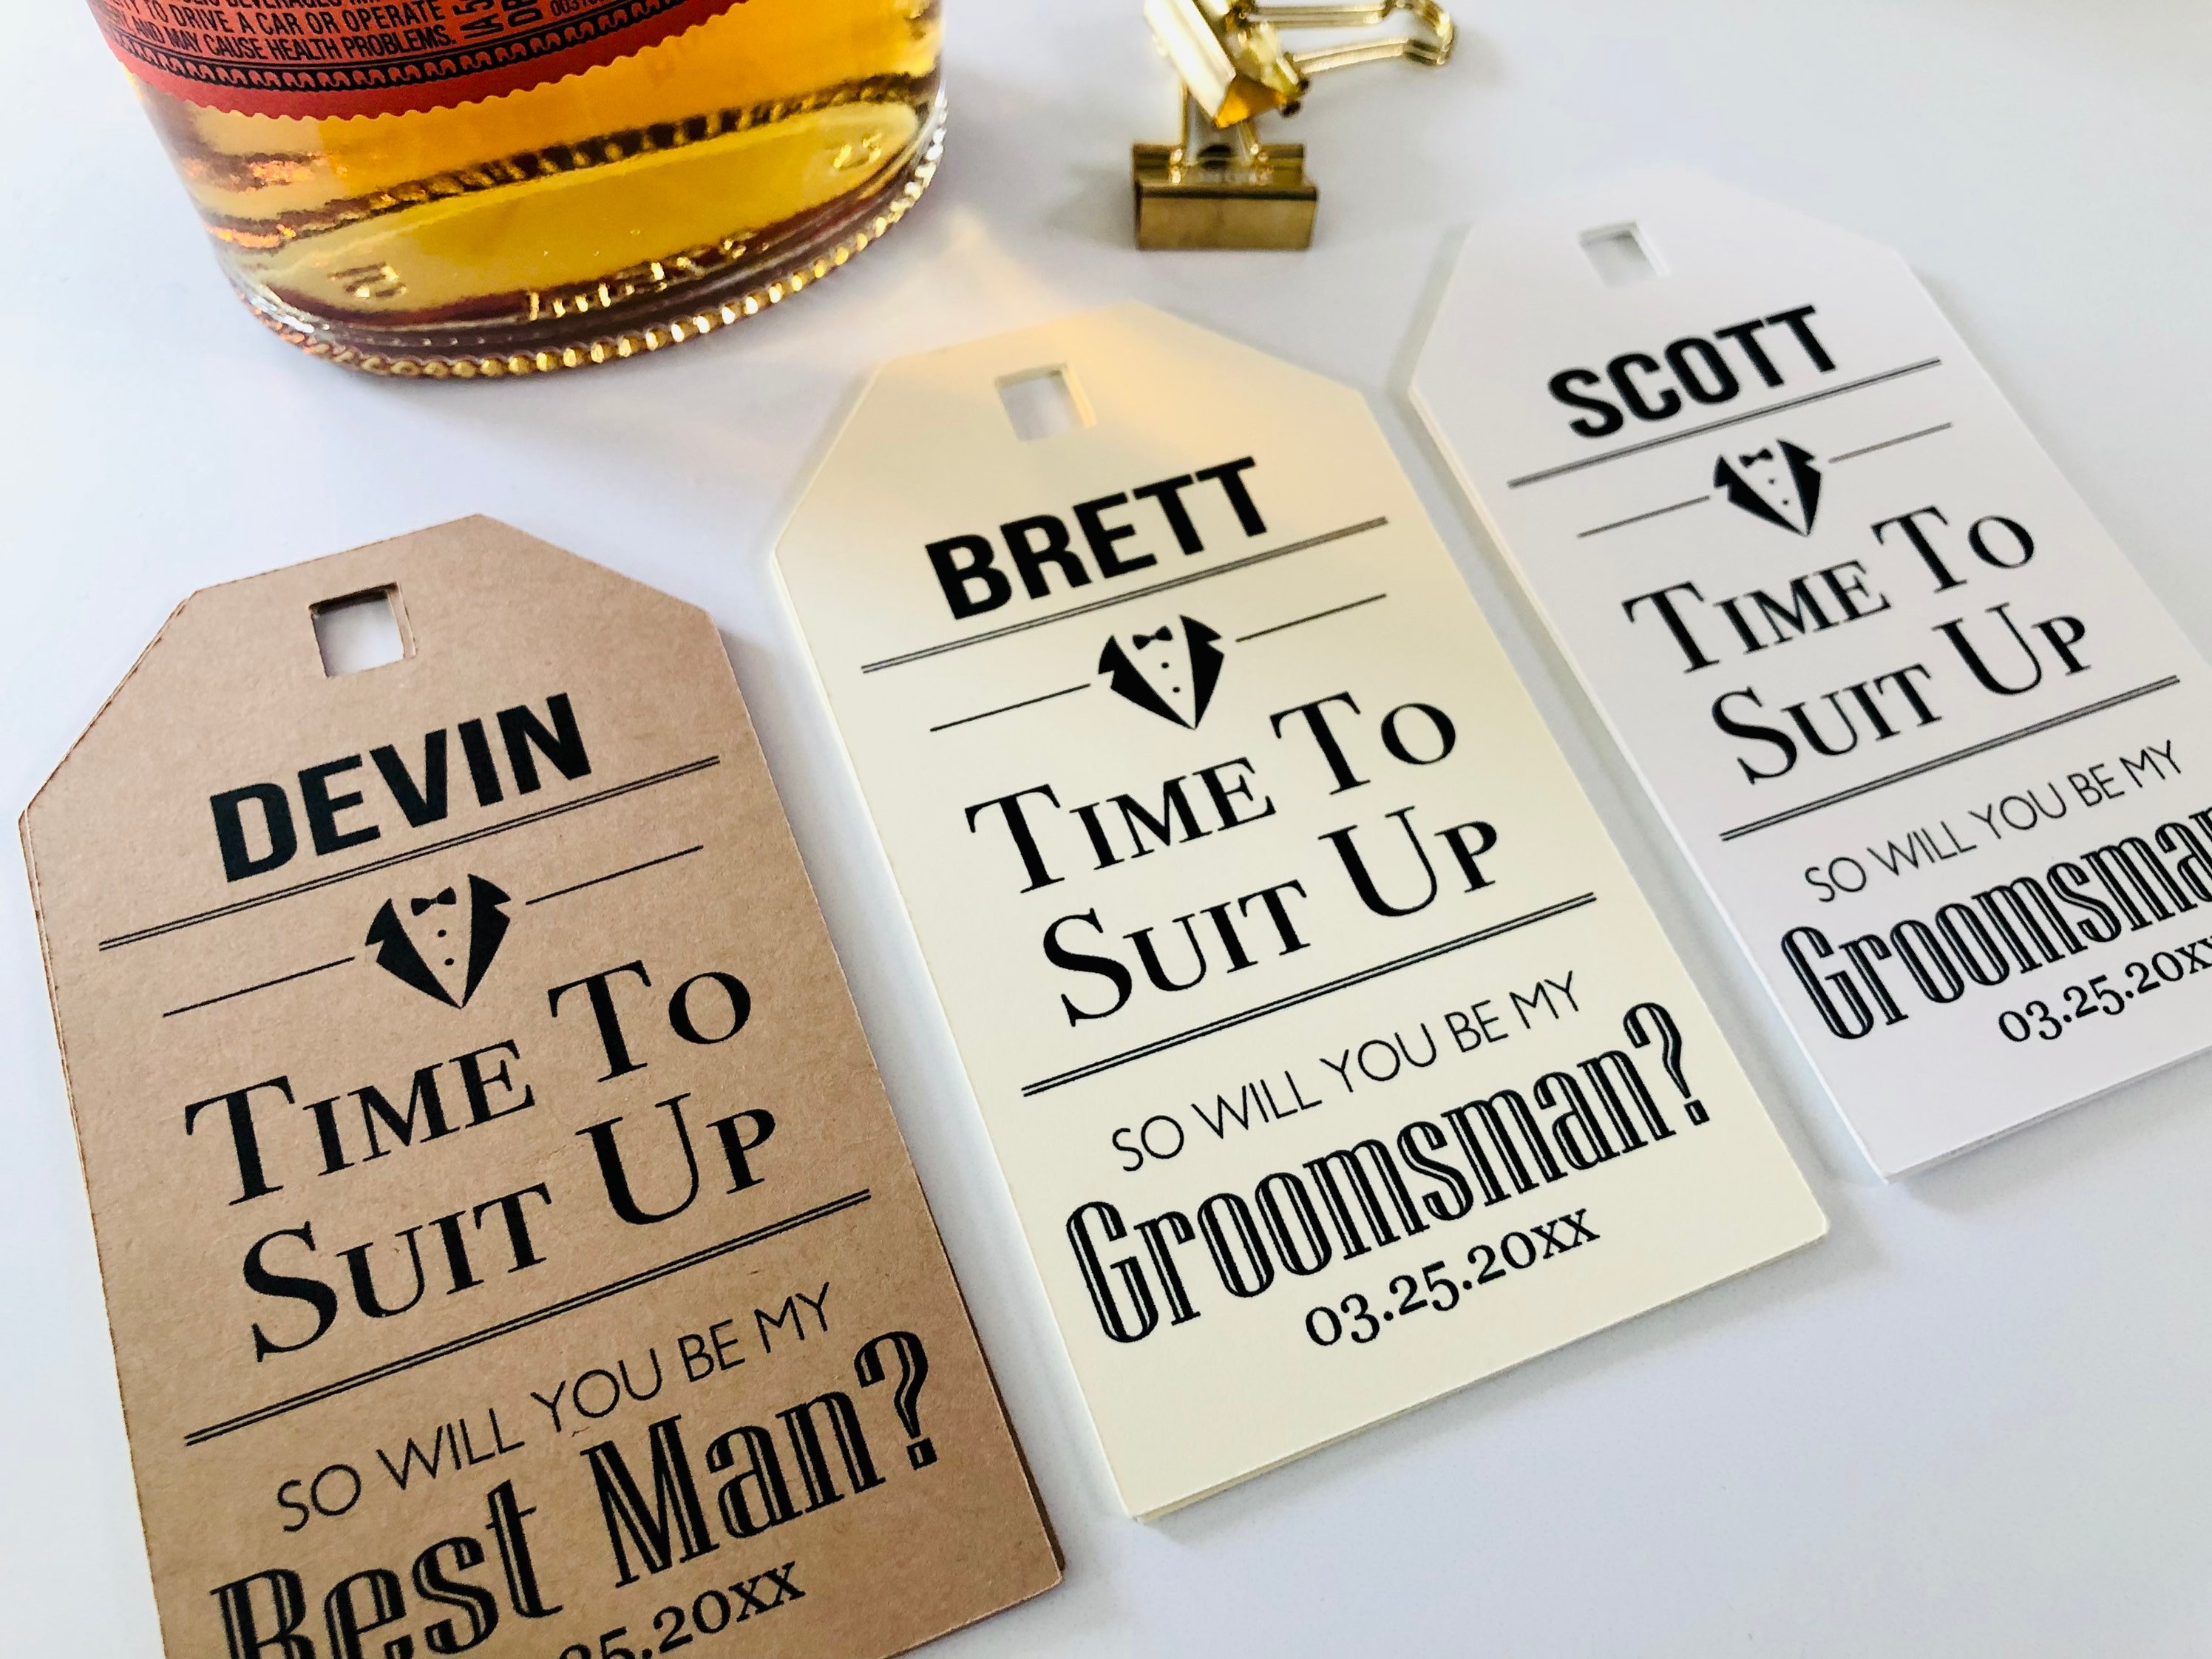 TY TO DRIVE A CAR OR OPERATE
AND MAY CAUSE HEALTH PROBLEMS.
DEVIN
TIME TO
SUIT UP
SO WILL YOU BE MY
Best Man?
25.20XX
BRETT
TIME TO
SUIT UP
SO WILL YOU BE MY
Groomsman?
03.25.20XX
SCOTT
TIME TO
SUIT UP
SO WILL YOU BE MY
Groomsman
03.25.20XX